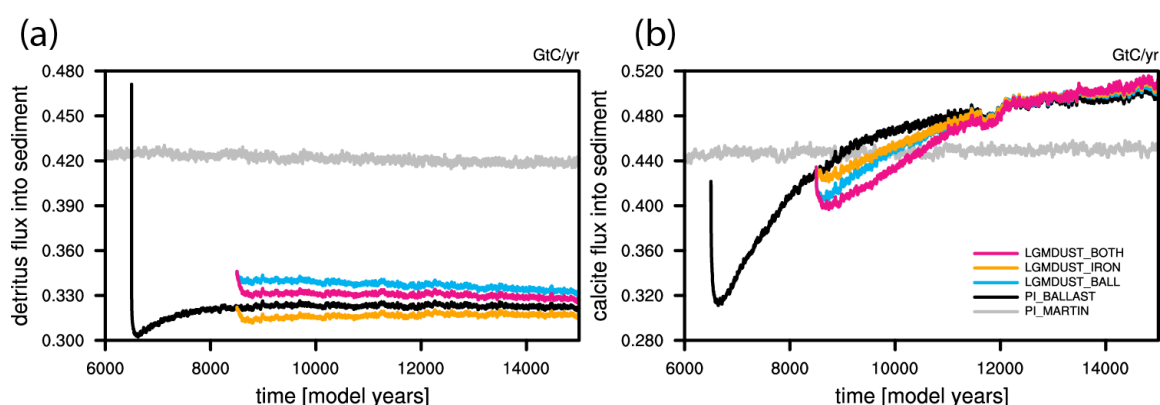 (a)
GtC/yr
detritus flux into sediment
0.480
0.450
0.420
0.390
0.360
0.330
0.300
6000 8000 10000 12000 14000
time [model years]
(b)
GtC/yr
calcite flux into sediment
0.520
0.480
0.440
0.400
0.360
0.320
0.280
LGMDUST_BOTH
LGMDUST_IRON
LGMDUST_BALL
PI_BALLAST
PI_MARTIN
6000 8000 10000 12000 14000
time [model years]